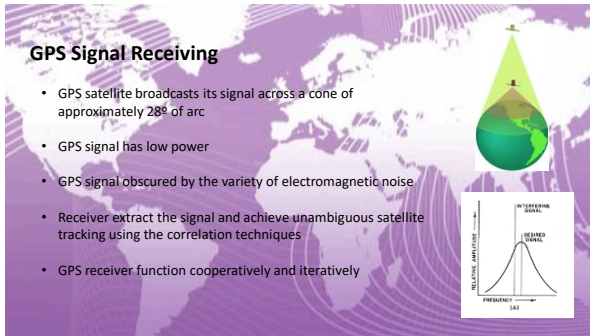 GPS Signal Receiving
• GPS satellite broadcasts its signal across a cone of
approximately 28º of arc
• GPS signal has low power
• GPS signal obscured by the variety of electromagnetic noise
• Receiver extract the signal and achieve unambiguous satellite
tracking using the correlation techniques
• GPS receiver function cooperatively and iteratively
INTERFERING
SIGNAL
DESIRED
SIGNAL
RELATIVE AMPLITUDE
FREQUENCY
(A)